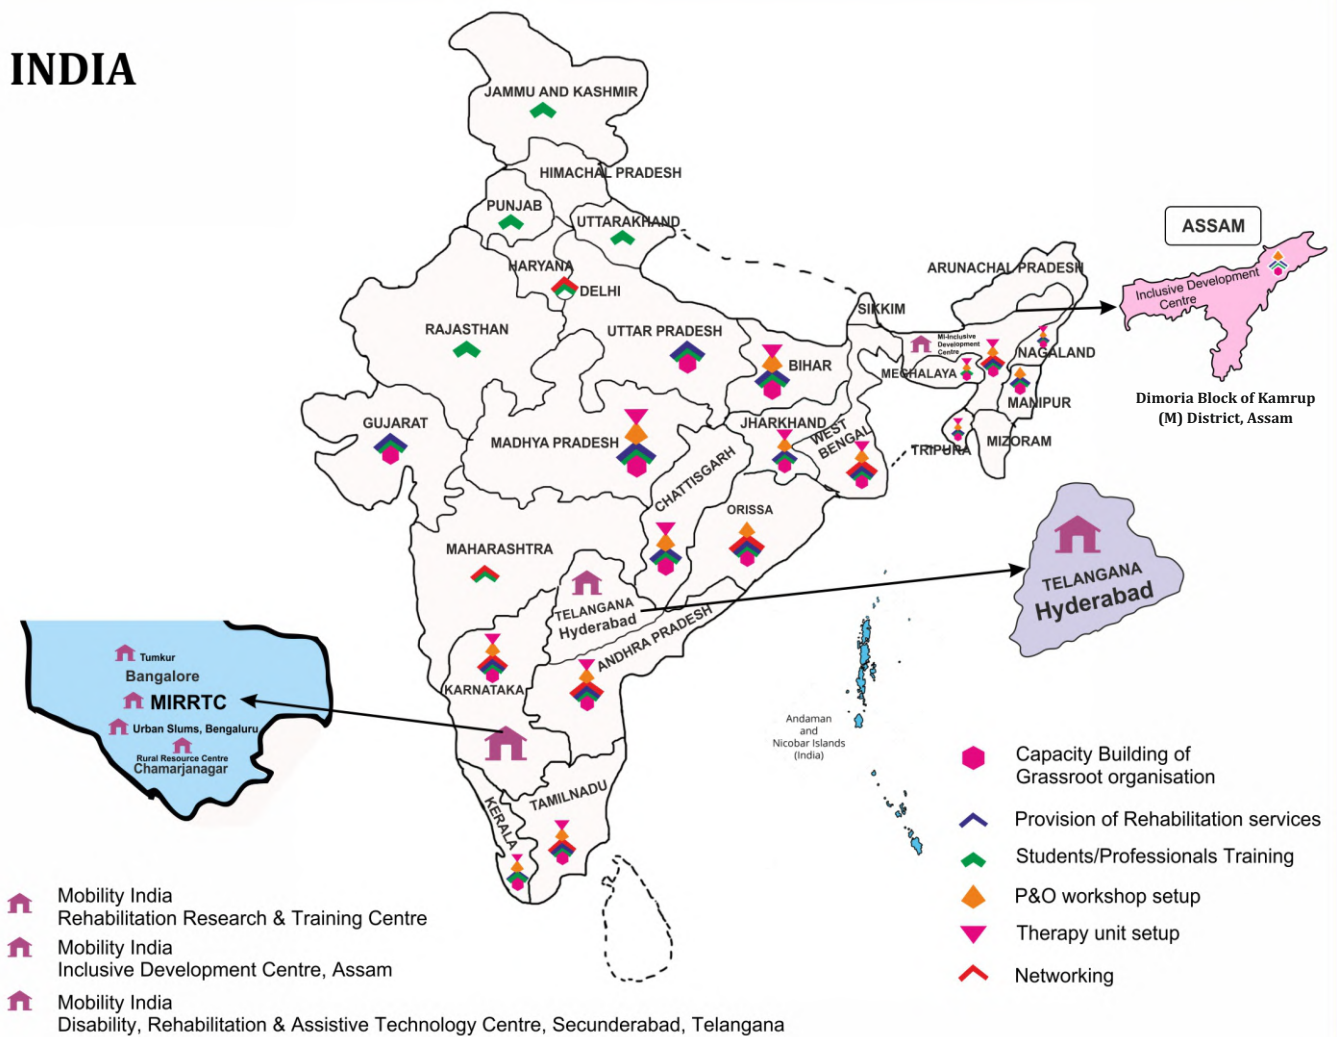 INDIA
JAMMU AND KASHMIR
HIMACHAL PRADESH
PUNJAB
UTTARAKHAND
HARYANA
DELHI
RAJASTHAN
UTTAR PRADESH
BIHAR
SIKKIM
ARUNACHAL PRADESH
MI-Inclusive
Development
Centre
NAGALAND
MEGHALAYA
MANIPUR
TRIPURA
MIZORAM
ASSAM
Inclusive Development
Centre
Dimoria Block of Kamrup
(M) District, Assam
GUJARAT
MADHYA PRADESH
JHARKHAND
WEST
BENGAL
CHATTISGARH
ORISSA
MAHARASHTRA
TELANGANA
Hyderabad
ANDHRA PRADESH
KARNATAKA
TAMILNADU
KERALA
TELANGANA
Hyderabad
Tumkur
Bangalore
MIRRTC
Urban Slums, Bengaluru
Rural Resource Centre
Chamarjanagar
Andaman
and
Nicobar Islands
(India)
Capacity Building of
Grassroot organisation
Provision of Rehabilitation services
Students/Professionals Training
P&O workshop setup
Therapy unit setup
Networking
Mobility India
Rehabilitation Research & Training Centre
Mobility India
Inclusive Development Centre, Assam
Mobility India
Disability, Rehabilitation & Assistive Technology Centre, Secunderabad, Telangana